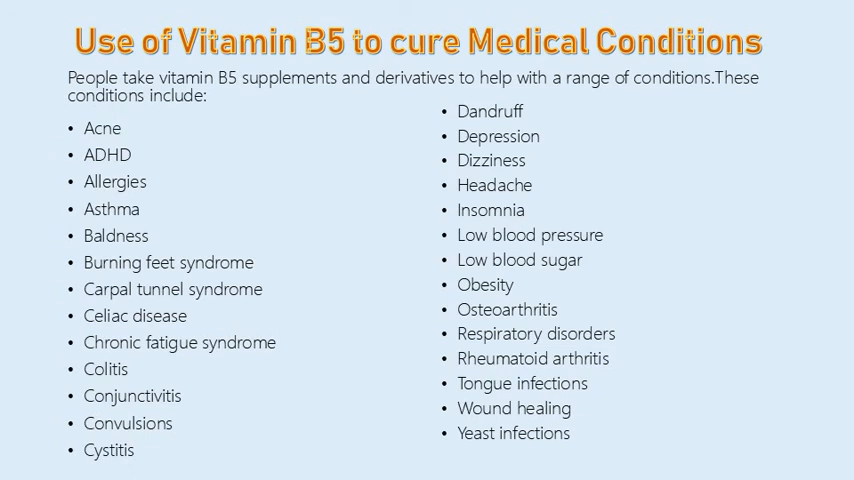 Use of Vitamin B5 to cure Medical Conditions
People take vitamin B5 supplements and derivatives to help with a range of conditions.These
conditions include:
• Acne
• ADHD
• Allergies
• Asthma
• Baldness
• Burning feet syndrome
• Carpal tunnel syndrome
• Celiac disease
• Chronic fatigue syndrome
• Colitis
• Conjunctivitis
• Convulsions
• Cystitis
• Dandruff
• Depression
• Dizziness
• Headache
• Insomnia
• Low blood pressure
• Low blood sugar
• Obesity
• Osteoarthritis
• Respiratory disorders
• Rheumatoid arthritis
• Tongue infections
• Wound healing
• Yeast infections